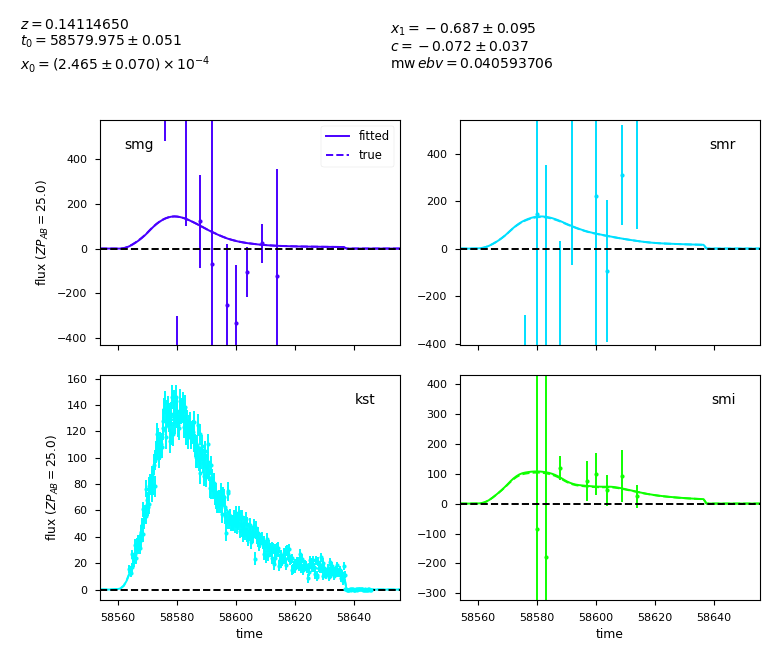 z = 0.14114650
t₀ = 58579.975 ± 0.051
x₀ = (2.465 ± 0.070) × 10⁻⁴
x₁ = −0.687 ± 0.095
c = −0.072 ± 0.037
mw ebv = 0.040593706
smg
fitted
true
flux (ZP_AB = 25.0)
400
200
0
−200
−400
smr
400
200
0
−200
−400
kst
flux (ZP_AB = 25.0)
160
140
120
100
80
60
40
20
0
58560 58580 58600 58620 58640
time
smi
400
300
200
100
0
−100
−200
−300
58560 58580 58600 58620 58640
time